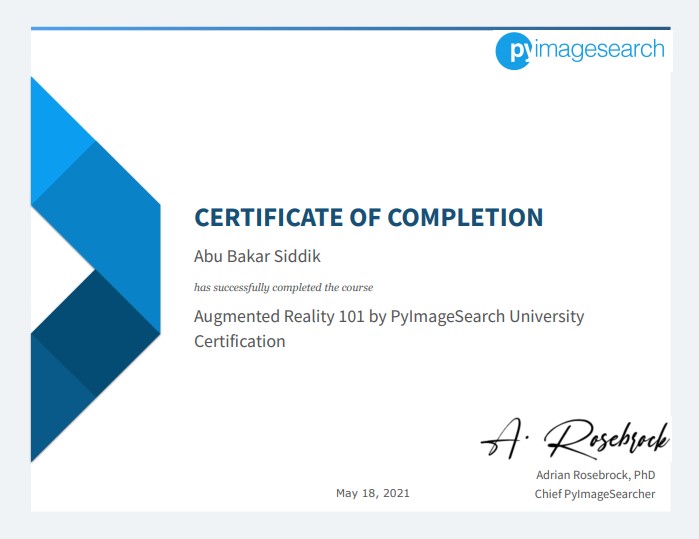 pyimagesearch
CERTIFICATE OF COMPLETION
Abu Bakar Siddik
has successfully completed the course
Augmented Reality 101 by PyImageSearch University
Certification
A. Rosebrock
Adrian Rosebrock, PhD
May 18, 2021
Chief PyImageSearcher